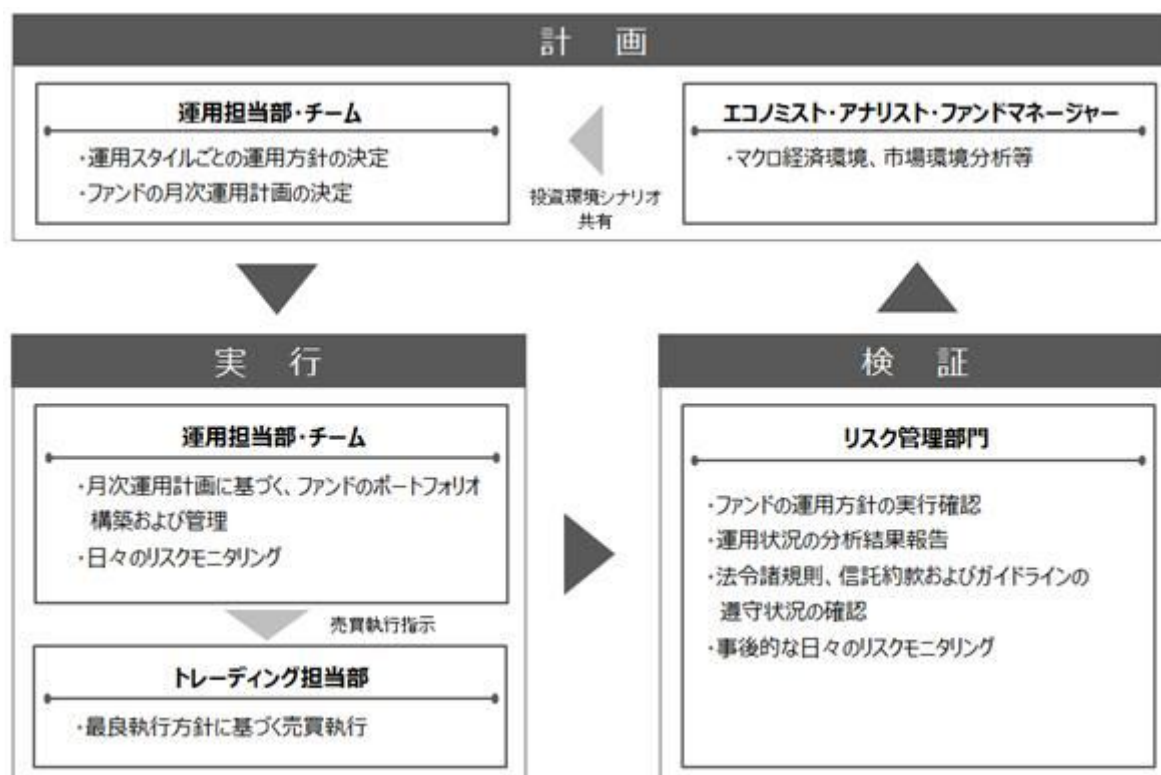 計 画
運用担当部・チーム
・運用スタイルごとの運用方針の決定
・ファンドの月次運用計画の決定
投資環境シナリオ
共有
エコノミスト・アナリスト・ファンドマネージャー
・マクロ経済環境、市場環境分析等
実 行
運用担当部・チーム
・月次運用計画に基づく、ファンドのポートフォリオ
構築および管理
・日々のリスクモニタリング
売買執行指示
トレーディング担当部
・最良執行方針に基づく売買執行
検 証
リスク管理部門
・ファンドの運用方針の実行確認
・運用状況の分析結果報告
・法令諸規則、信託約款およびガイドラインの
遵守状況の確認
・事後的な日々のリスクモニタリング